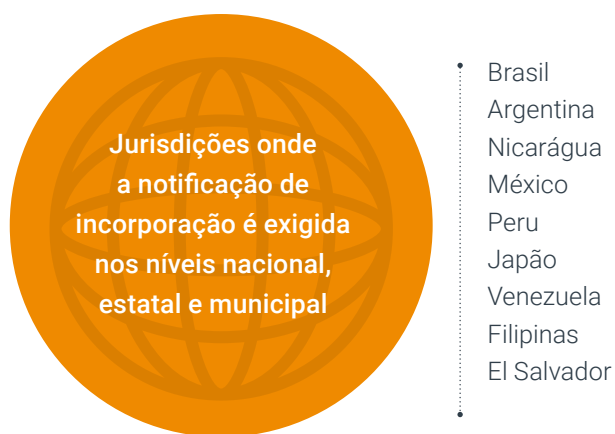 Jurisdições onde
a notificação de
incorporação é exigida
nos níveis nacional,
estatal e municipal
Brasil
Argentina
Nicarágua
México
Peru
Japão
Venezuela
Filipinas
El Salvador